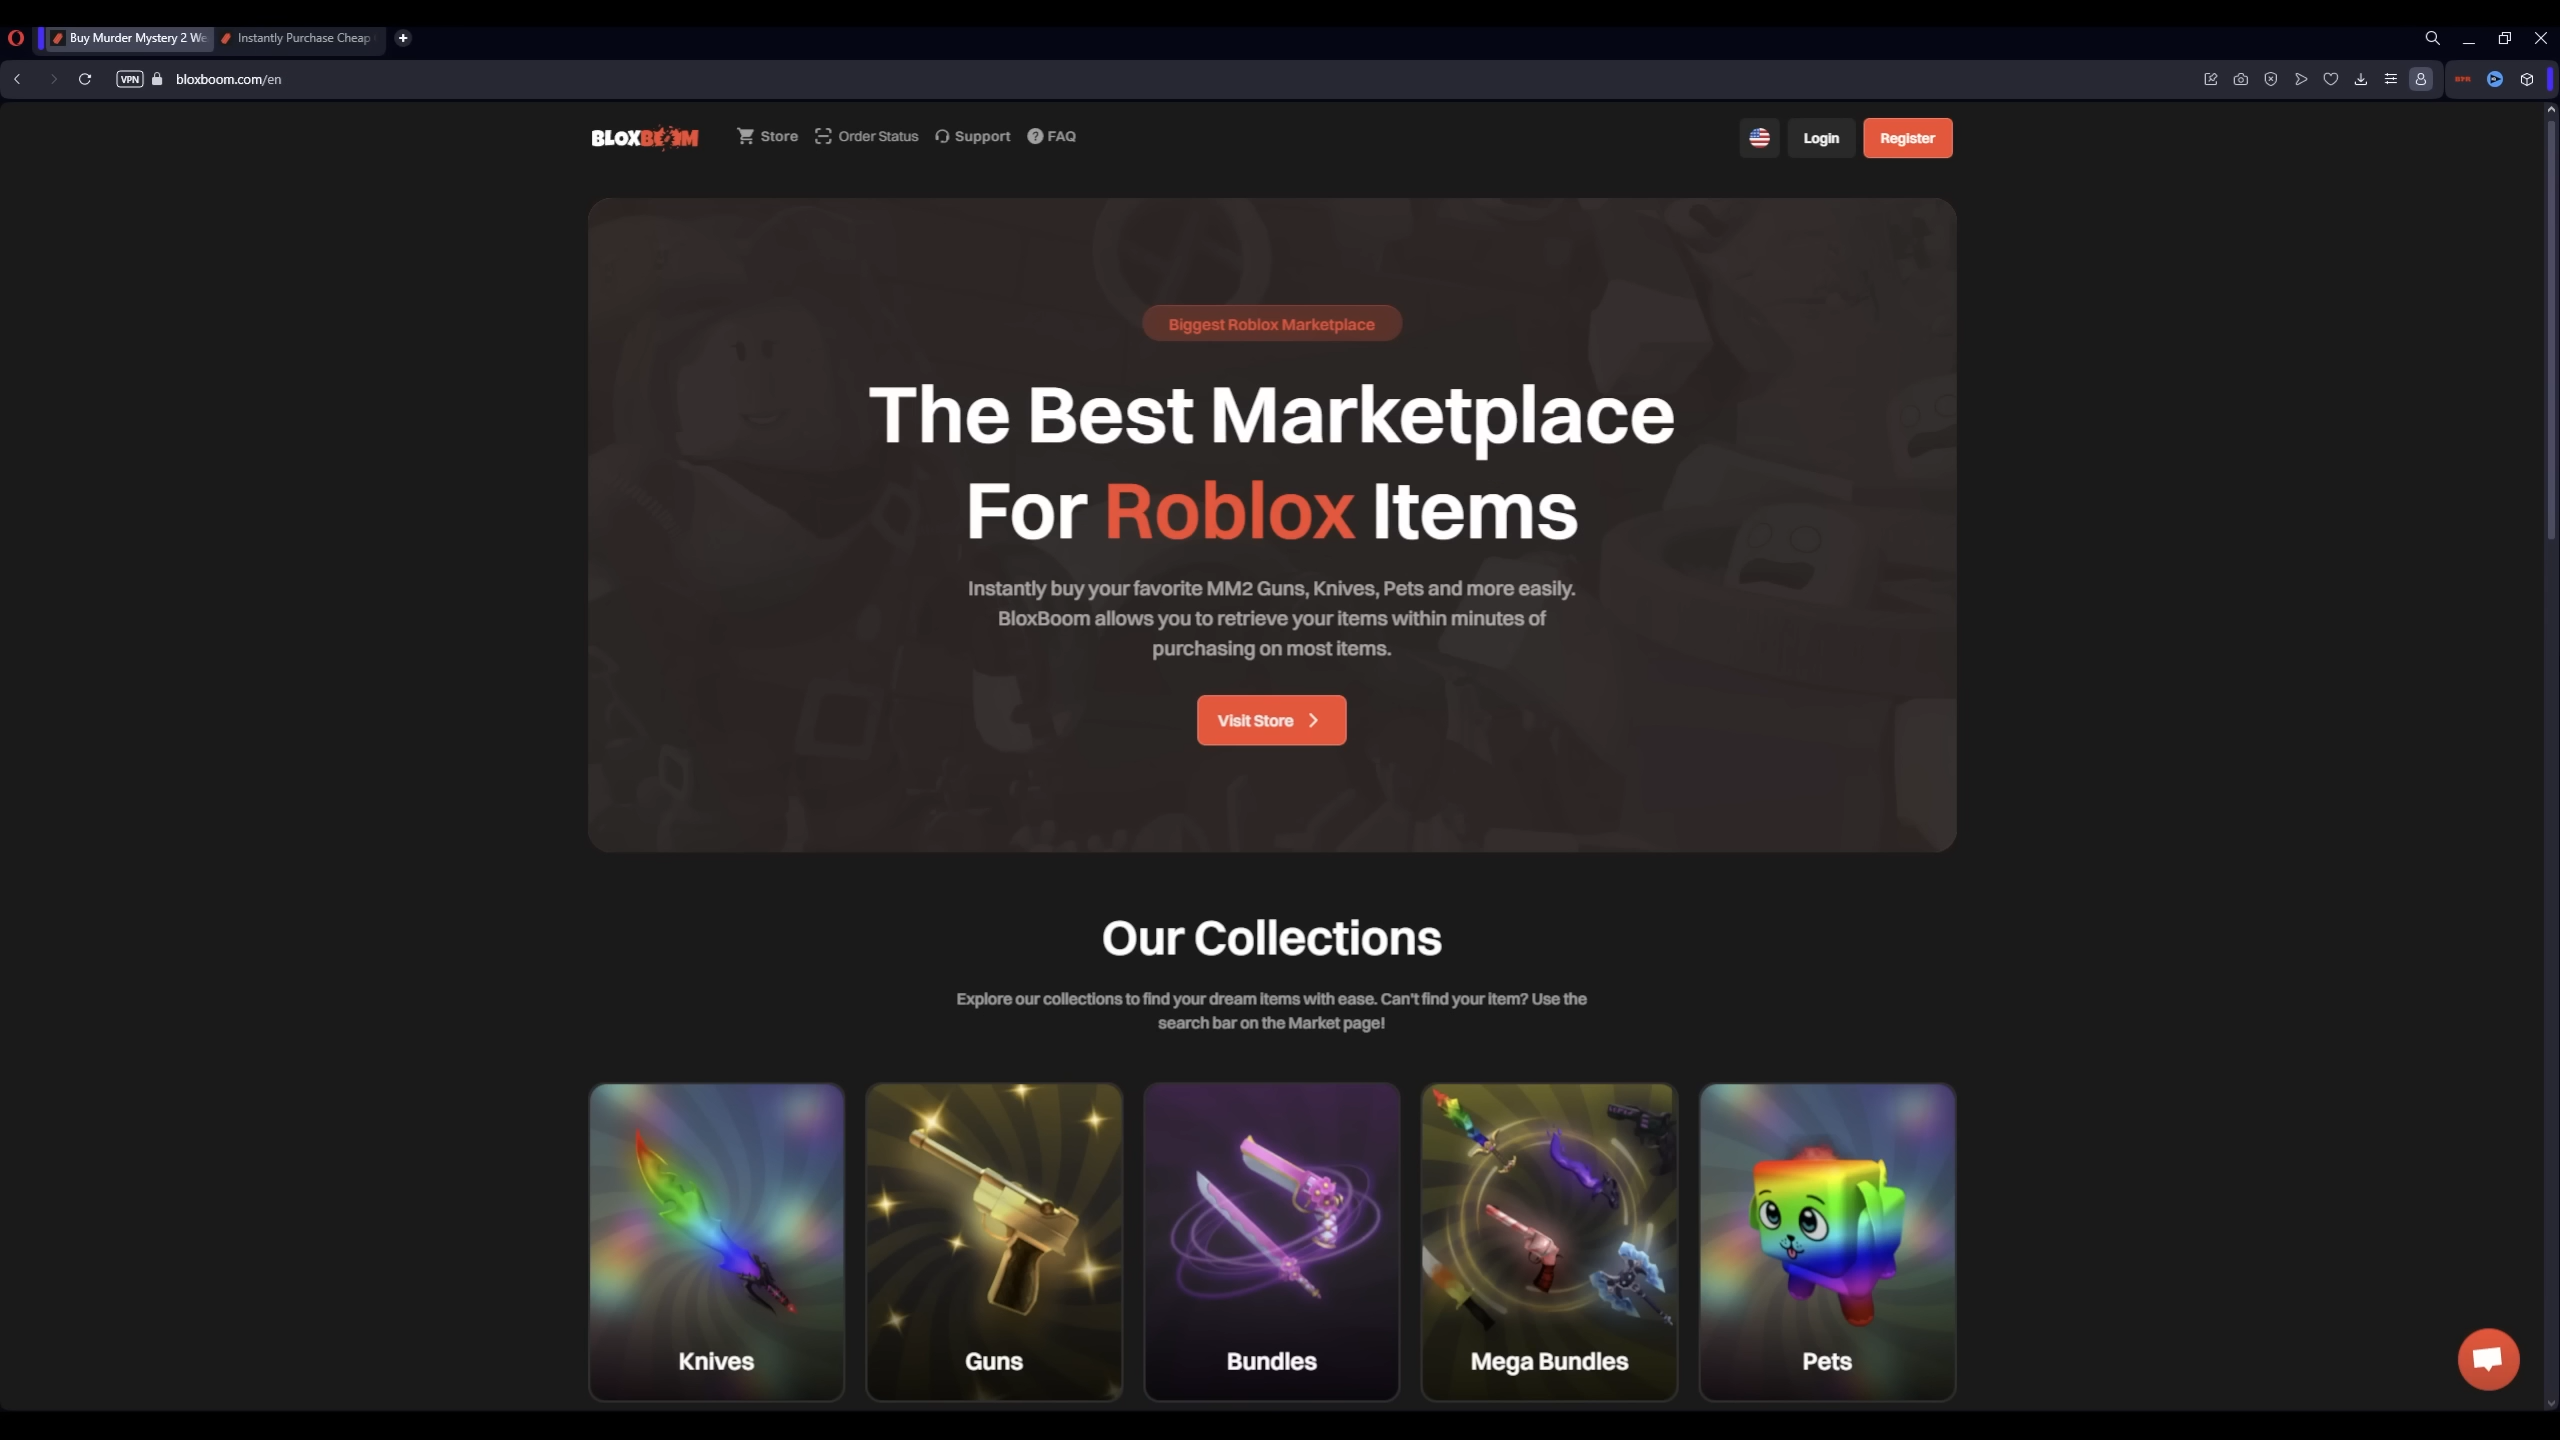 Buy Murder Mystery 2 We
Instantly Purchase Cheap
VPN
bloxboom.com/en
BLOXBOOM
Store
Order Status
Support
FAQ
Login
Register
Biggest Roblox Marketplace
The Best Marketplace
For Roblox Items
Instantly buy your favorite MM2 Guns, Knives, Pets and more easily.
BloxBoom allows you to retrieve your items within minutes of
purchasing on most items.
Visit Store
Our Collections
Explore our collections to find your dream items with ease. Can't find your item? Use the
search bar on the Market page!
Knives
Guns
Bundles
Mega Bundles
Pets